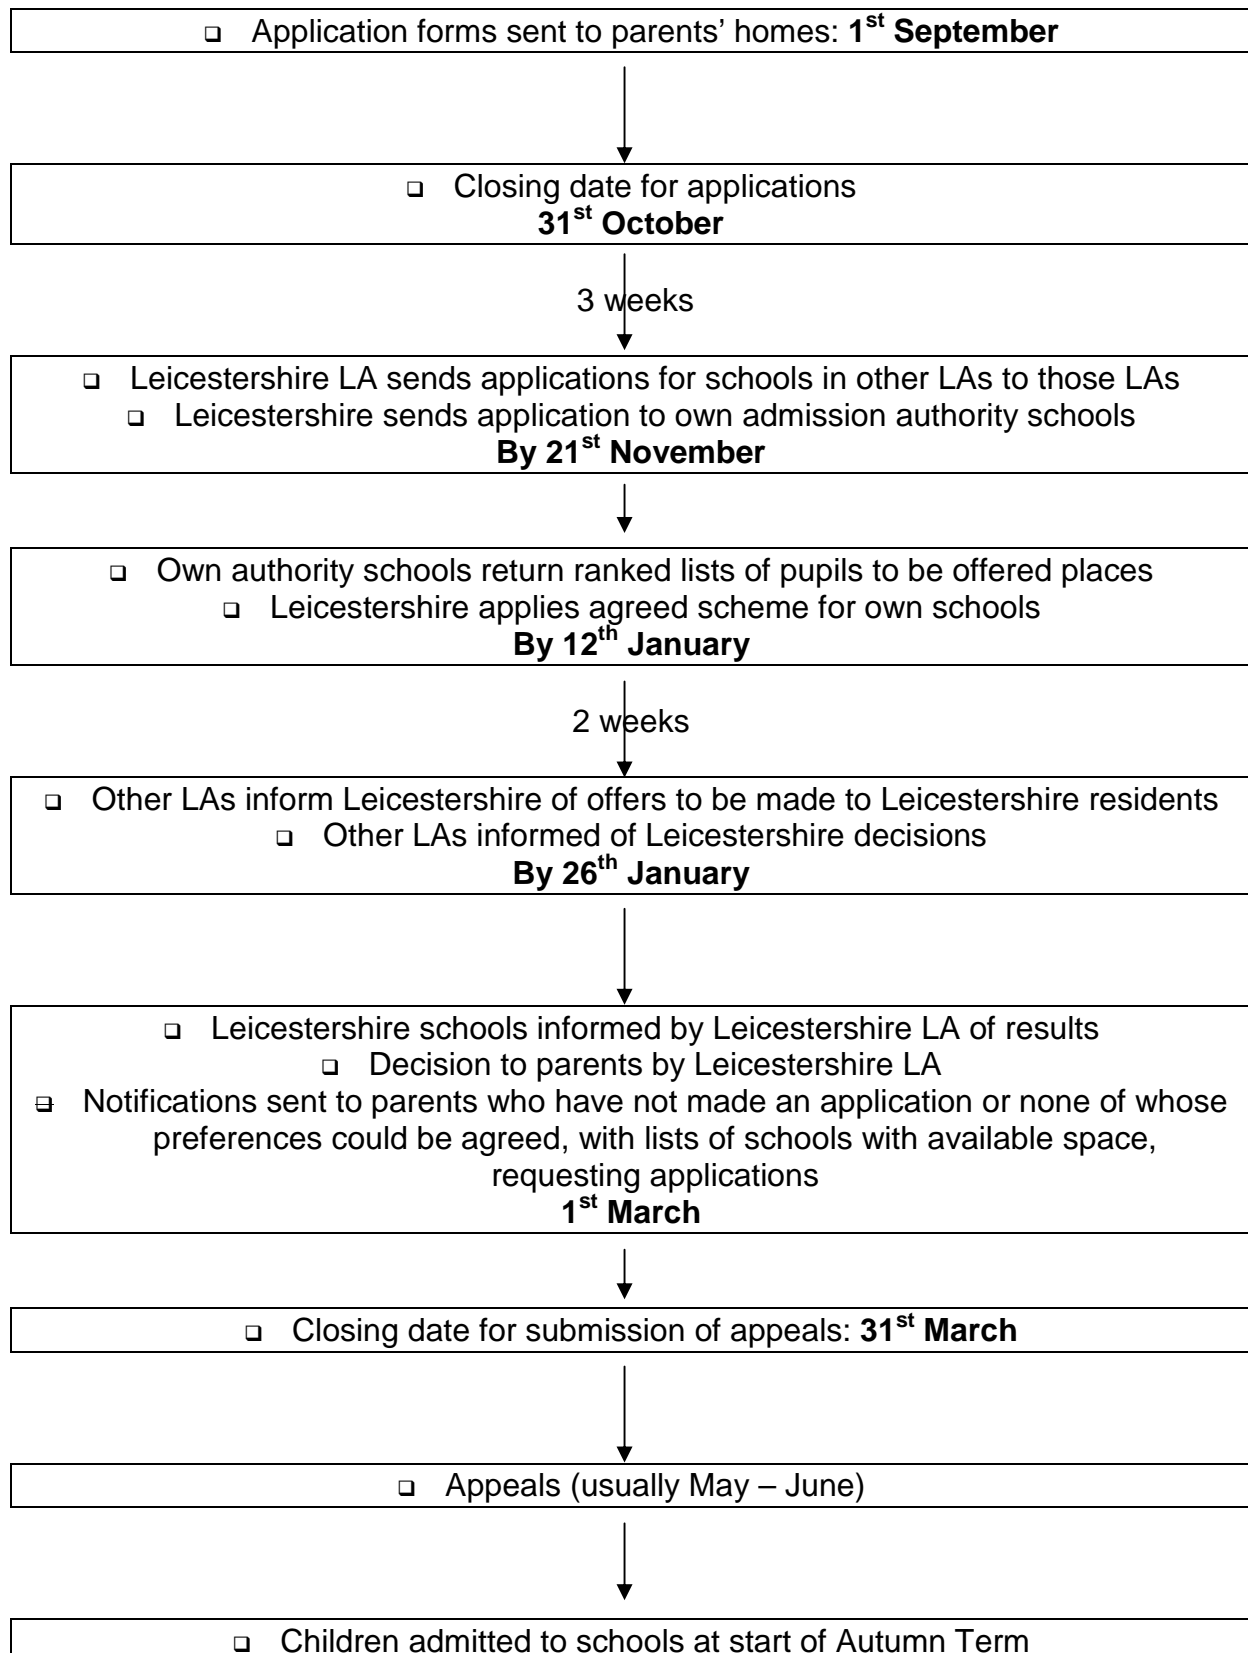 ❑ Application forms sent to parents’ homes: 1st September
❑ Closing date for applications
31st October
3 weeks
❑ Leicestershire LA sends applications for schools in other LAs to those LAs
❑ Leicestershire sends application to own admission authority schools
By 21st November
❑ Own authority schools return ranked lists of pupils to be offered places
❑ Leicestershire applies agreed scheme for own schools
By 12th January
2 weeks
❑ Other LAs inform Leicestershire of offers to be made to Leicestershire residents
❑ Other LAs informed of Leicestershire decisions
By 26th January
❑ Leicestershire schools informed by Leicestershire LA of results
❑ Decision to parents by Leicestershire LA
❑ Notifications sent to parents who have not made an application or none of whose
preferences could be agreed, with lists of schools with available space,
requesting applications
1st March
❑ Closing date for submission of appeals: 31st March
❑ Appeals (usually May – June)
❑ Children admitted to schools at start of Autumn Term